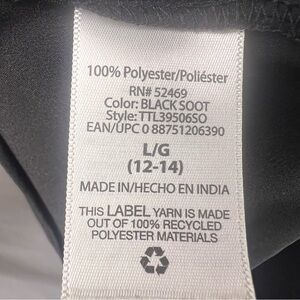 100% Polyester/Poliéster
RN# 52469
Color: BLACK SOOT
Style: TTL39506SO
EAN/UPC 0 88751206390
L/G
(12-14)
MADE IN/HECHO EN INDIA
THIS LABEL YARN IS MADE
OUT OF 100% RECYCLED
POLYESTER MATERIALS